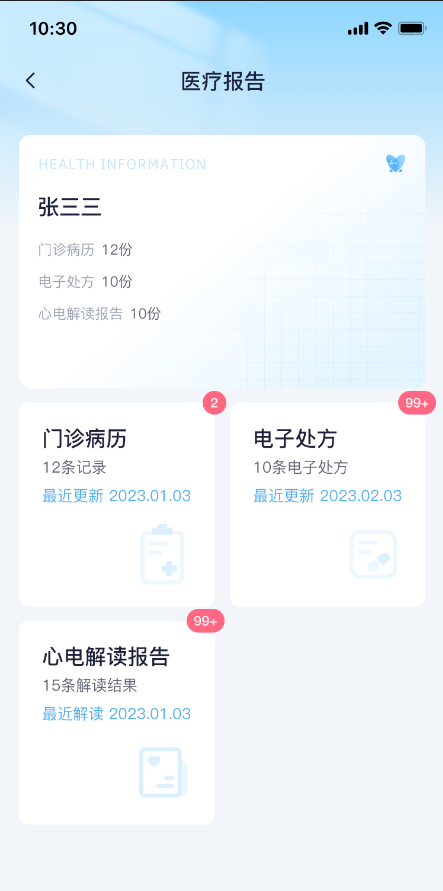 10:30
医疗报告
HEALTH INFORMATION
张三三
门诊病历 12份
电子处方 10份
心电解读报告 10份
2
门诊病历
12条记录
最近更新 2023.01.03
99+
电子处方
10条电子处方
最近更新 2023.02.03
99+
心电解读报告
15条解读结果
最近解读 2023.01.03